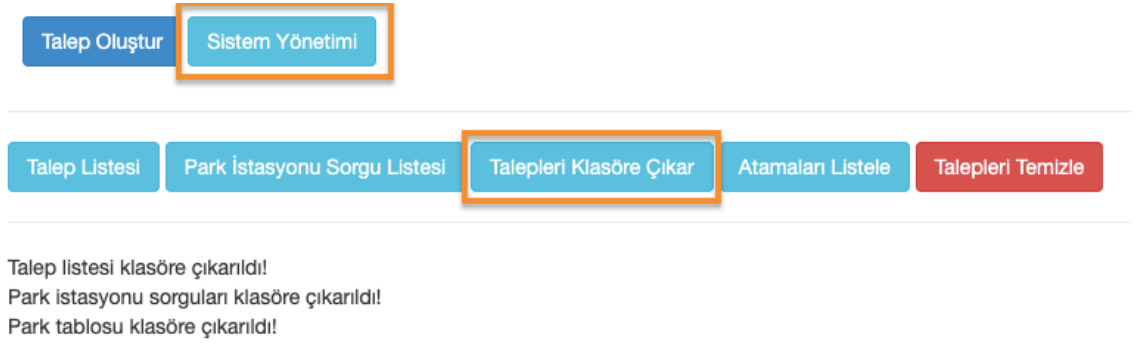 Talep Oluştur Sistem Yönetimi
Talep Listesi Park İstasyonu Sorgu Listesi Talepleri Klasöre Çıkar Atamaları Listele Talepleri Temizle
Talep listesi klasöre çıkarıldı!
Park istasyonu sorguları klasöre çıkarıldı!
Park tablosu klasöre çıkarıldı!